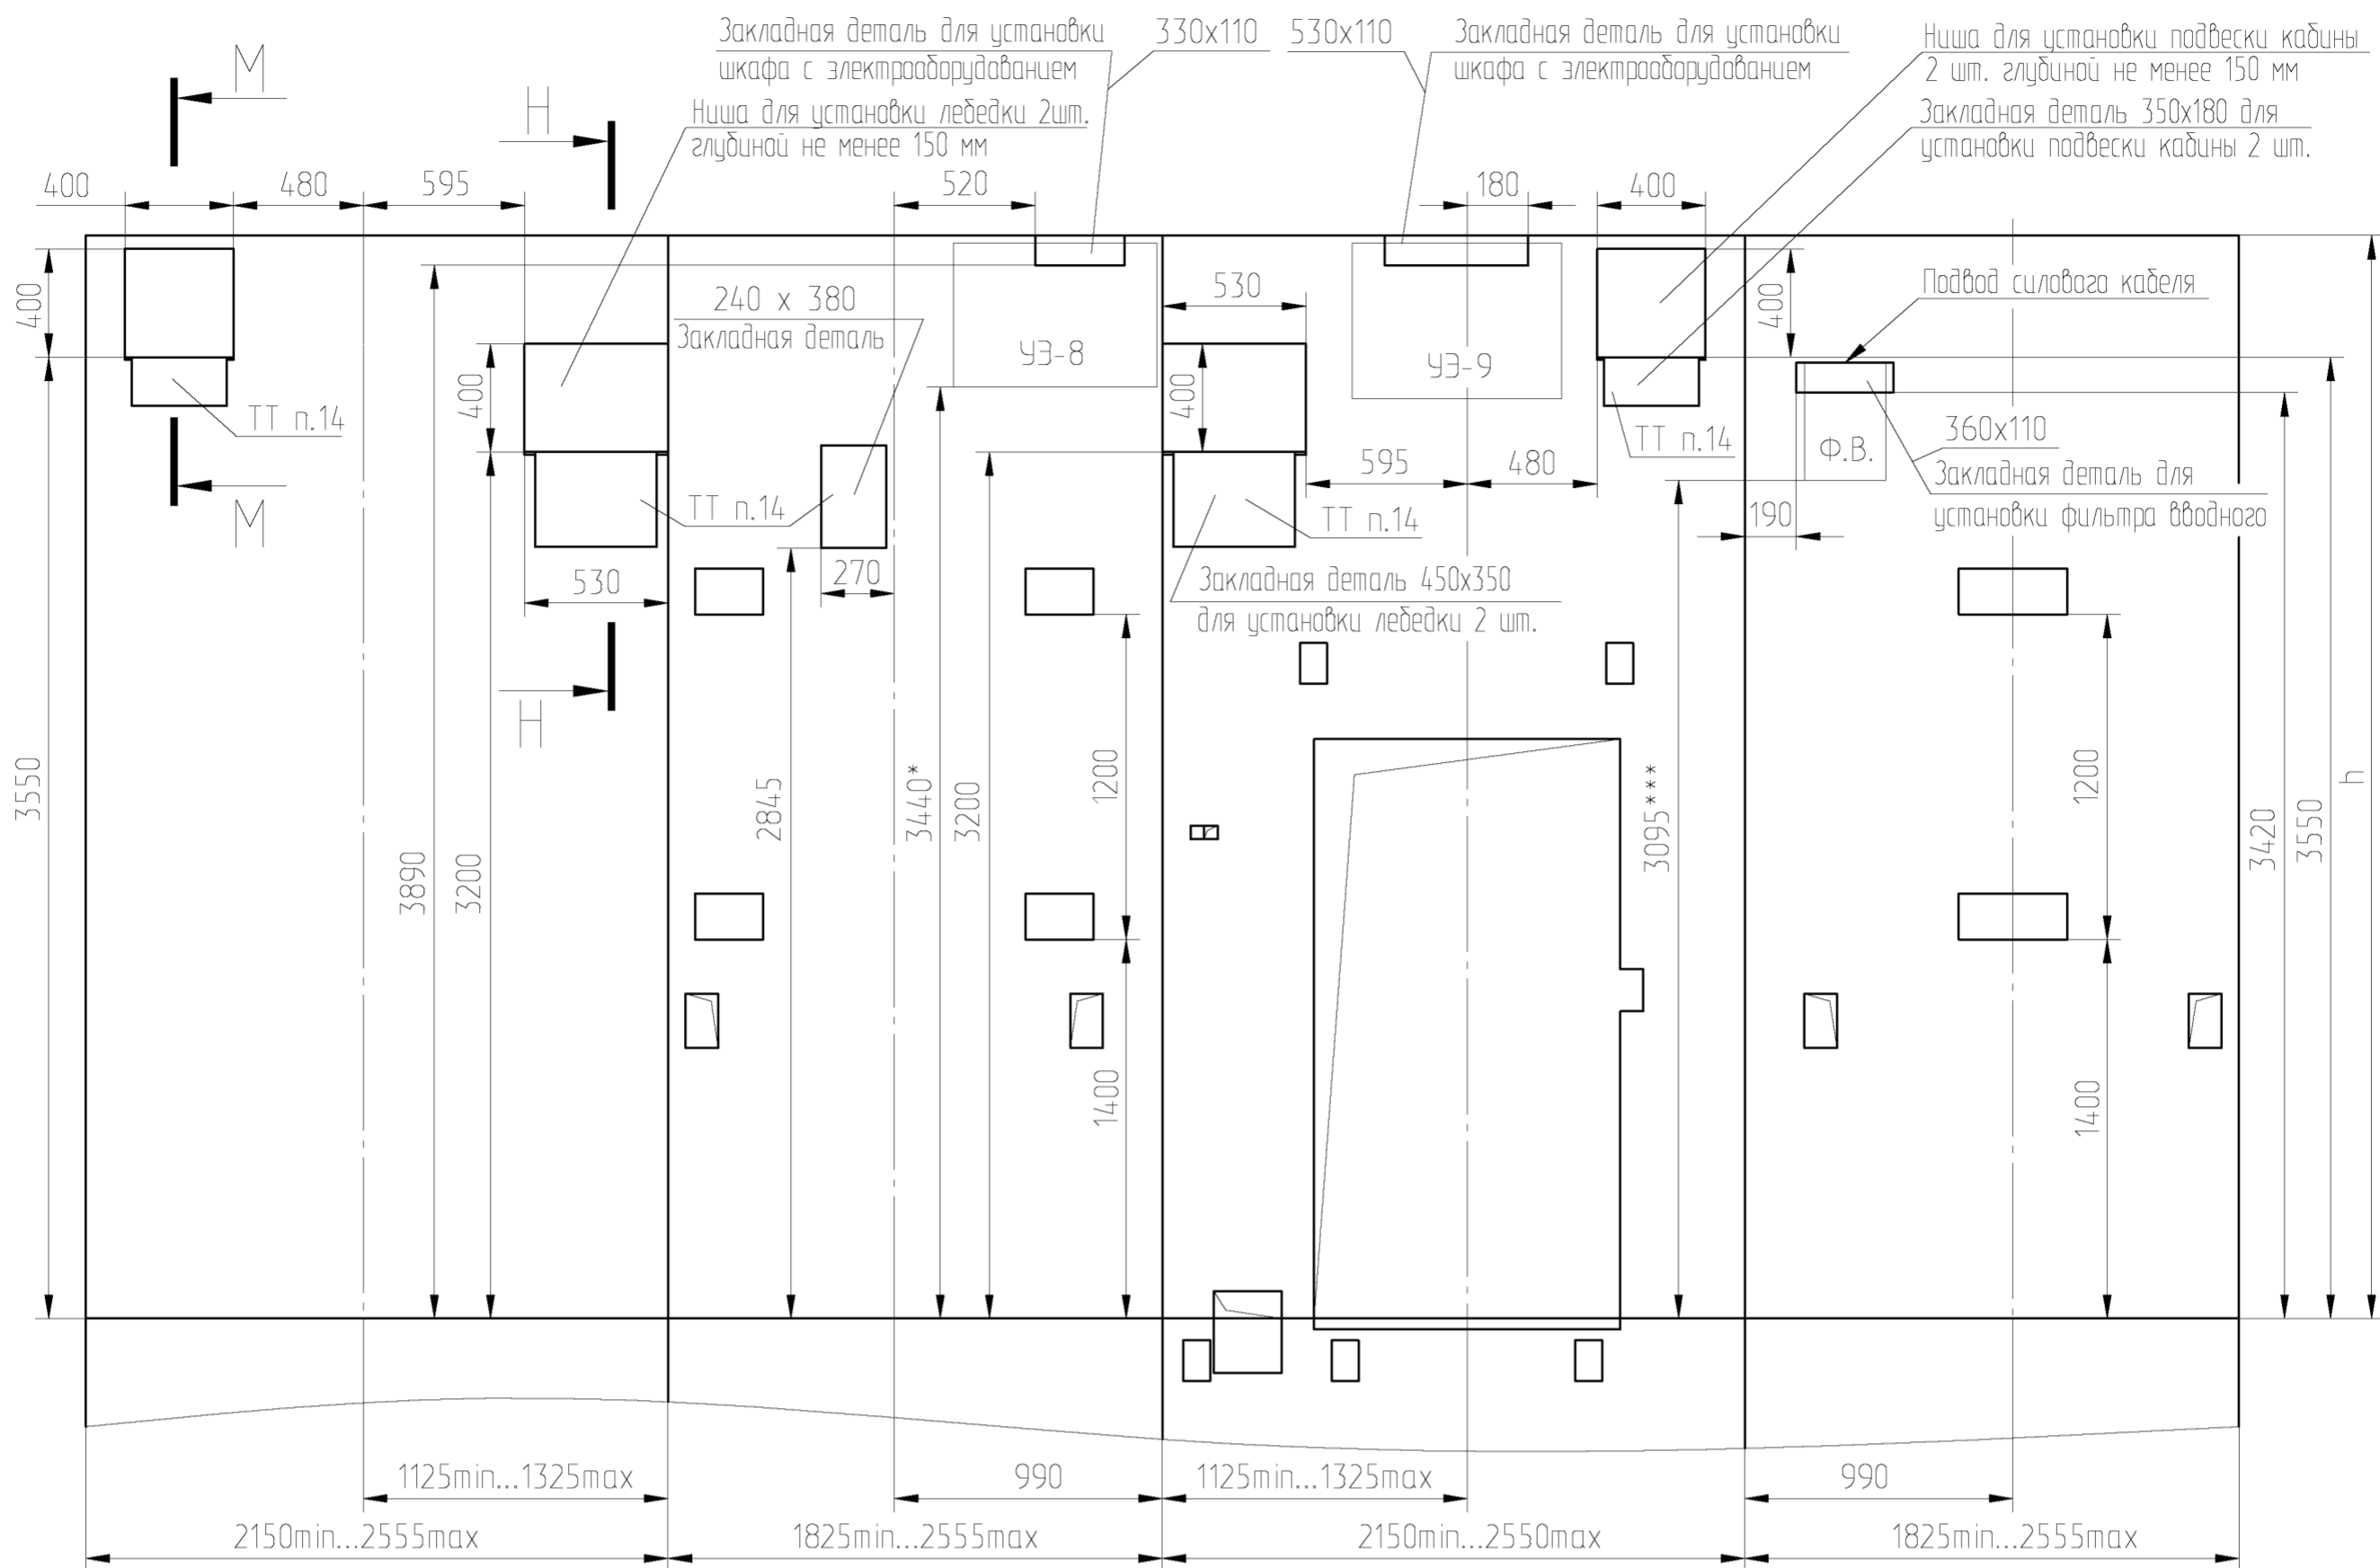 Закладная деталь для установки
шкафа с электрооборудованием
330х110
530х110
Закладная деталь для установки
шкафа с электрооборудованием
Ниша для установки подвески кабины
2 шт. глубиной не менее 150 мм
Закладная деталь 350х180 для
установки подвески кабины 2 шт.
Ниша для установки лебедки 2шт.
глубиной не менее 150 мм
М
Н
400
480
595
520
180
400
400
240 х 380
Закладная деталь
УЭ-8
530
УЭ-9
400
Подвод силового кабеля
ТТ п.14
400
400
595
480
ТТ п.14
Ф.В.
360х110
Закладная деталь для
установки фильтра вводного
М
ТТ п.14
ТТ п.14
190
530
270
Закладная деталь 450х350
для установки лебедки 2 шт.
Н
3550
3890
3200
2845
3440*
3200
1200
3095***
1200
3420
3550
h
1400
1400
1125min...1325max
990
1125min...1325max
990
2150min...2555max
1825min...2555max
2150min...2550max
1825min...2555max